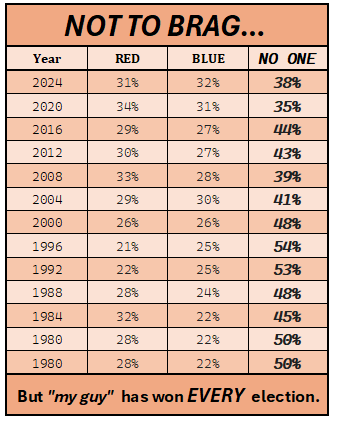 NOT TO BRAG...
Year RED BLUE NO ONE
2024 31% 32% 38%
2020 34% 31% 35%
2016 29% 27% 44%
2012 30% 27% 43%
2008 33% 28% 39%
2004 29% 30% 41%
2000 26% 26% 48%
1996 21% 25% 54%
1992 22% 25% 53%
1988 28% 24% 48%
1984 32% 22% 45%
1980 28% 22% 50%
1980 28% 22% 50%
But "my guy" has won EVERY election.